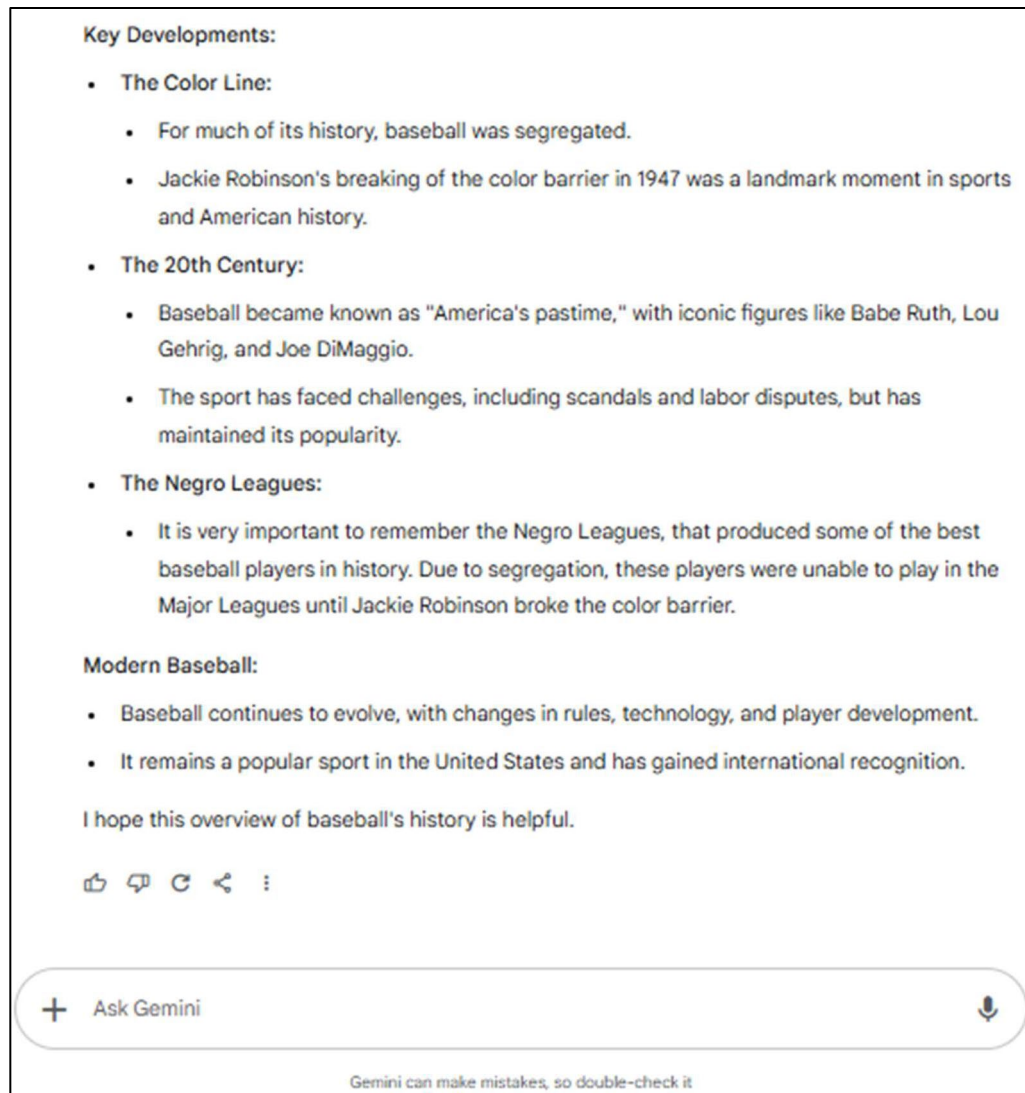 Key Developments:
• The Color Line:
• For much of its history, baseball was segregated.
• Jackie Robinson's breaking of the color barrier in 1947 was a landmark moment in sports
and American history.
• The 20th Century:
• Baseball became known as "America's pastime," with iconic figures like Babe Ruth, Lou
Gehrig, and Joe DiMaggio.
• The sport has faced challenges, including scandals and labor disputes, but has
maintained its popularity.
• The Negro Leagues:
• It is very important to remember the Negro Leagues, that produced some of the best
baseball players in history. Due to segregation, these players were unable to play in the
Major Leagues until Jackie Robinson broke the color barrier.
Modern Baseball:
• Baseball continues to evolve, with changes in rules, technology, and player development.
• It remains a popular sport in the United States and has gained international recognition.
I hope this overview of baseball's history is helpful.
Ask Gemini
Gemini can make mistakes, so double-check it